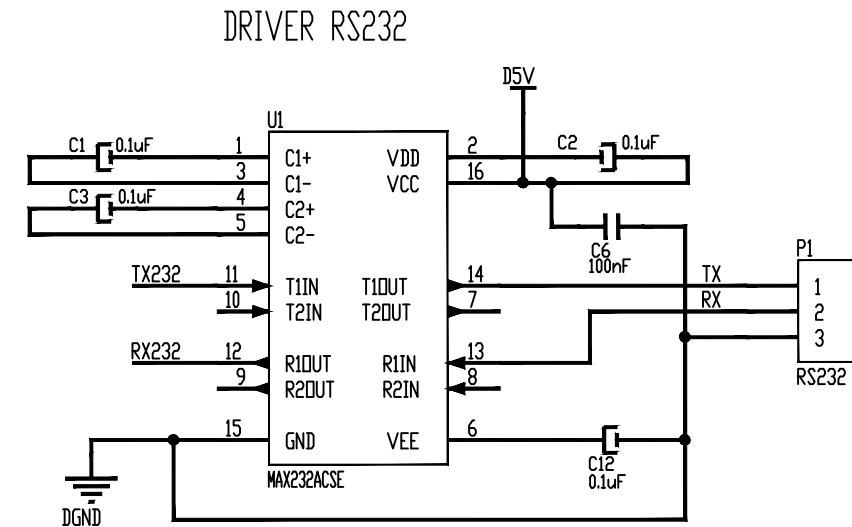 DRIVER RS232
D5V
U1
C1 0.1uF 1 C1+ VDD 2 C2 0.1uF
3 C1- VCC 16
C3 0.1uF 4 C2+
5 C2-
C6
100nF
P1
TX232 11 T1IN T1OUT 14 TX 1
10 T2IN T2OUT 7 RX 2
3
RX232 12 R1OUT R1IN 13
RS232
9 R2OUT R2IN 8
15 GND VEE 6
C12
0.1uF
MAX232ACSE
DGND